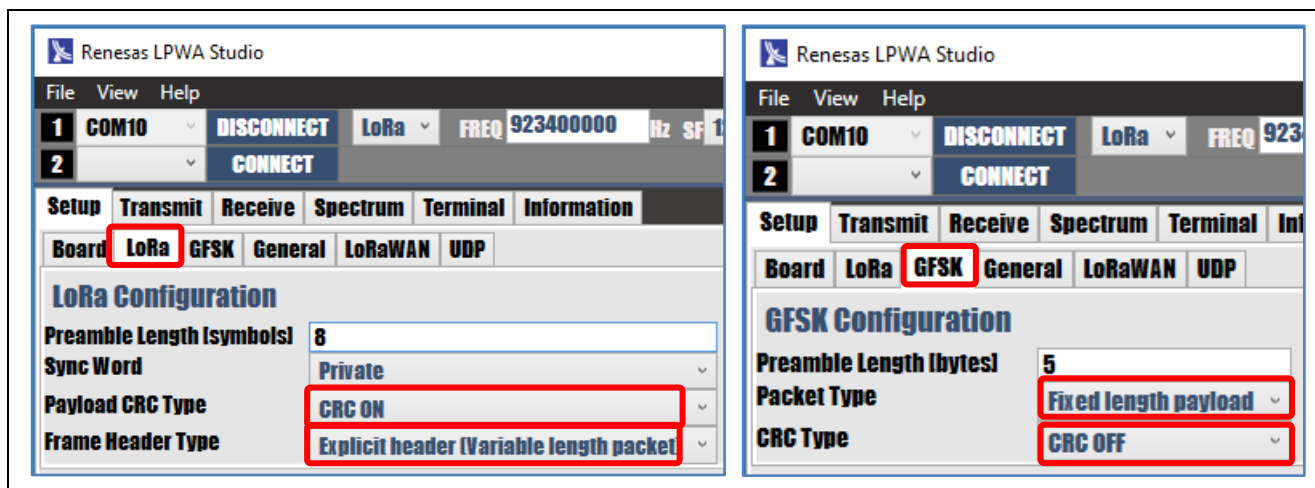 Renesas LPWA Studio
File View Help
1 COM10 DISCONNECT LoRa FREQ 923400000 Hz SF
2 CONNECT
Setup Transmit Receive Spectrum Terminal Information
Board LoRa GFSK General LoRaWAN UDP
LoRa Configuration
Preamble Length [symbols] 8
Sync Word Private
Payload CRC Type CRC ON
Frame Header Type Explicit header (Variable length packet)
Renesas LPWA Studio
File View Help
1 COM10 DISCONNECT LoRa FREQ 923
2 CONNECT
Setup Transmit Receive Spectrum Terminal
Board LoRa GFSK General LoRaWAN UDP
GFSK Configuration
Preamble Length [bytes] 5
Packet Type Fixed length payload
CRC Type CRC OFF